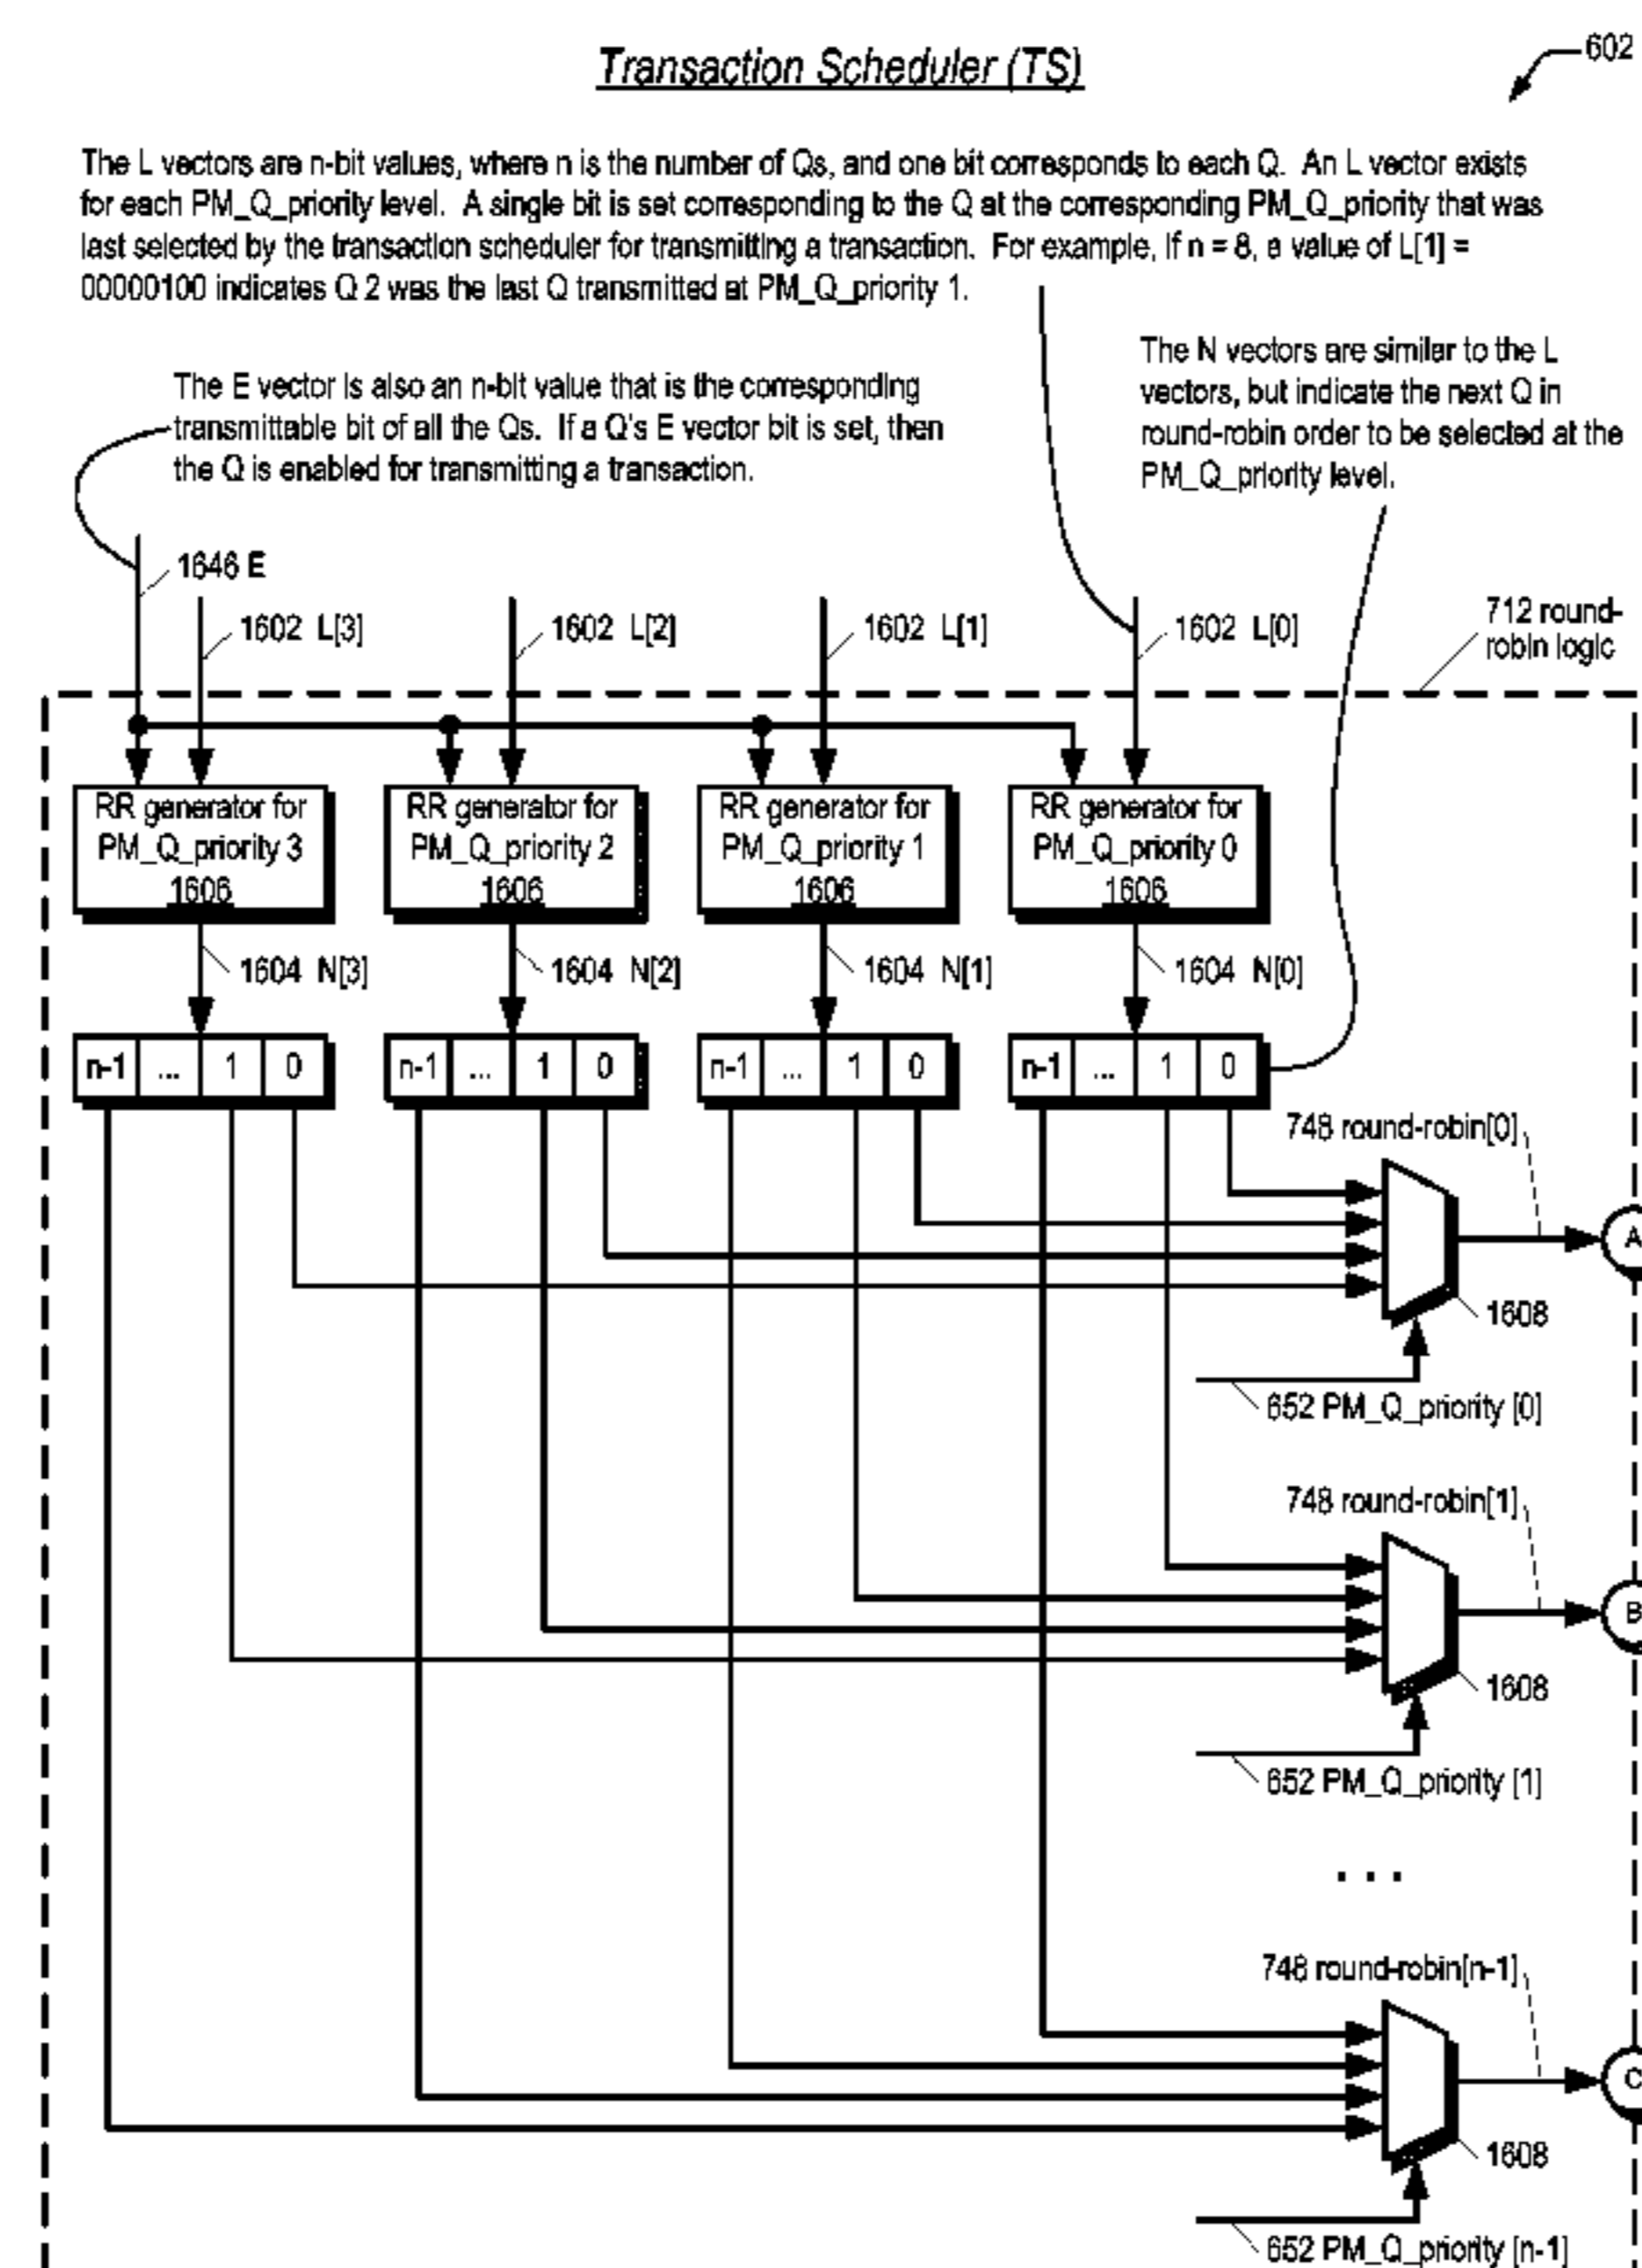 Transaction Scheduler (TS)
602
The L vectors are n-bit values, where n is the number of Qs, and one bit corresponds to each Q. An L vector exists
for each PM_Q_priority level. A single bit is set corresponding to the Q at the corresponding PM_Q_priority that was
last selected by the transaction scheduler for transmitting a transaction. For example, if n = 8, a value of L[1] =
00000100 indicates Q 2 was the last Q transmitted at PM_Q_priority 1.
The N vectors are similar to the L
vectors, but indicate the next Q in
round-robin order to be selected at the
PM_Q_priority level.
The E vector is also an n-bit value that is the corresponding
transmittable bit of all the Qs. If a Q's E vector bit is set, then
the Q is enabled for transmitting a transaction.
1646 E
1602 L[3]
1602 L[2]
1602 L[1]
1602 L[0]
712 round-
robin logic
RR generator for
PM_Q_priority 3
1606
RR generator for
PM_Q_priority 2
1606
RR generator for
PM_Q_priority 1
1606
RR generator for
PM_Q_priority 0
1606
1604 N[3]
1604 N[2]
1604 N[1]
1604 N[0]
n-1 ... 1 0
n-1 ... 1 0
n-1 ... 1 0
n-1 ... 1 0
748 round-robin[0]
A
1608
652 PM_Q_priority [0]
748 round-robin[1]
B
1608
652 PM_Q_priority [1]
. . .
748 round-robin[n-1]
C
1608
652 PM_Q_priority [n-1]